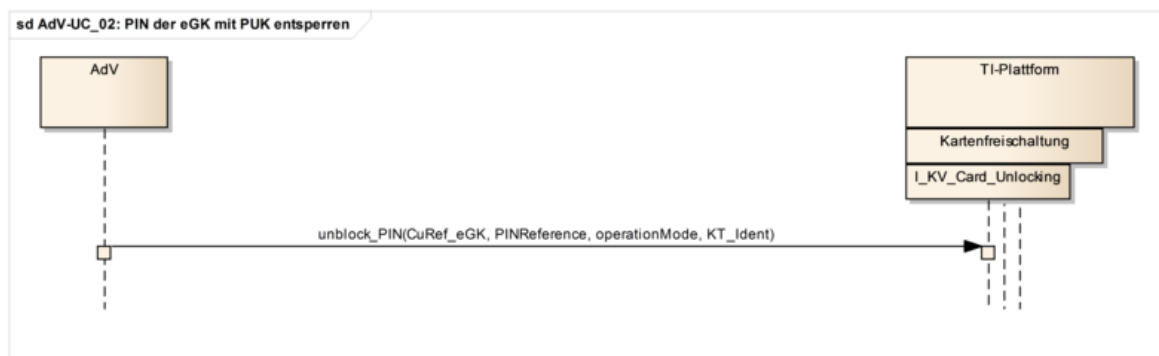 sd AdV-UC_02: PIN der eGK mit PUK entsperren
AdV
TI-Plattform
Kartenfreischaltung
I_KV_Card_Unlocking
unblock_PIN(CuRef_eGK, PINReference, operationMode, KT_Ident)